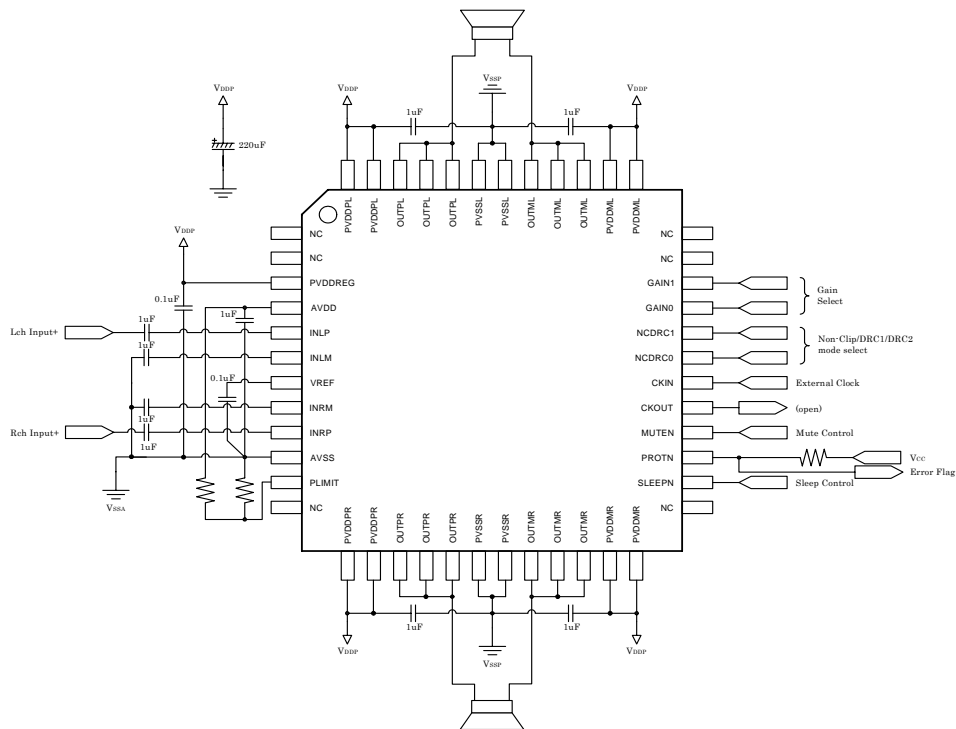 VSSP
VDDP
VDDP
VDDP
1uF
1uF
220uF
PVDDPL
PVDDPL
OUTPL
OUTPL
OUTPL
PVSSL
PVSSL
OUTML
OUTML
OUTML
PVDDML
PVDDML
VDDP
0.1uF
1uF
Lch Input+
1uF
1uF
0.1uF
1uF
Rch Input+
1uF
VSSA
NC
NC
PVDDREG
AVDD
INLP
INLM
VREF
INRM
INRP
AVSS
PLIMIT
NC
NC
NC
GAIN1
GAIN0
NCDRC1
NCDRC0
CKIN
CKOUT
MUTEN
PROTN
SLEEPN
NC
Gain
Select
Non-Clip/DRC1/DRC2
mode select
External Clock
(open)
Mute Control
Vcc
Error Flag
Sleep Control
PVDDPR
PVDDPR
OUTPR
OUTPR
OUTPR
PVSSR
PVSSR
OUTMR
OUTMR
OUTMR
PVDDMR
PVDDMR
1uF
1uF
VDDP
VSSP
VDDP